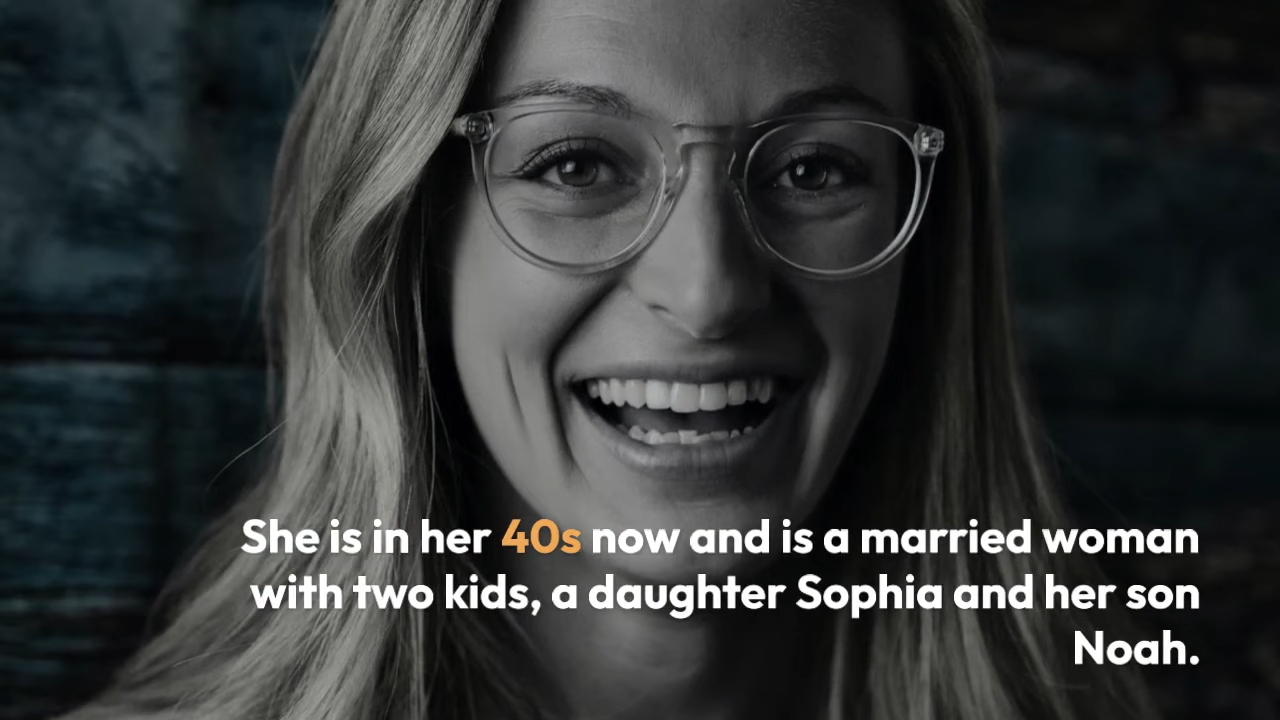 She is in her 40s now and is a married woman
with two kids, a daughter Sophia and her son
Noah.